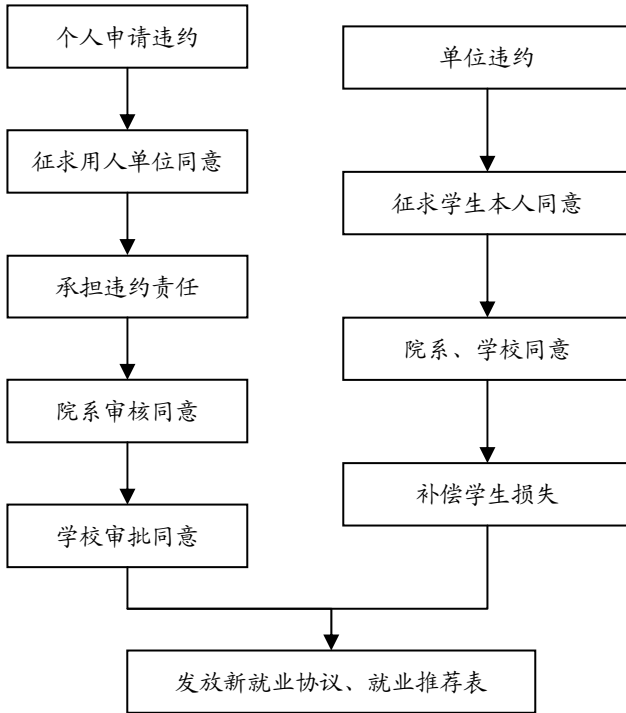 个人申请违约
征求用人单位同意
承担违约责任
院系审核同意
学校审批同意
单位违约
征求学生本人同意
院系、学校同意
补偿学生损失
发放新就业协议、就业推荐表